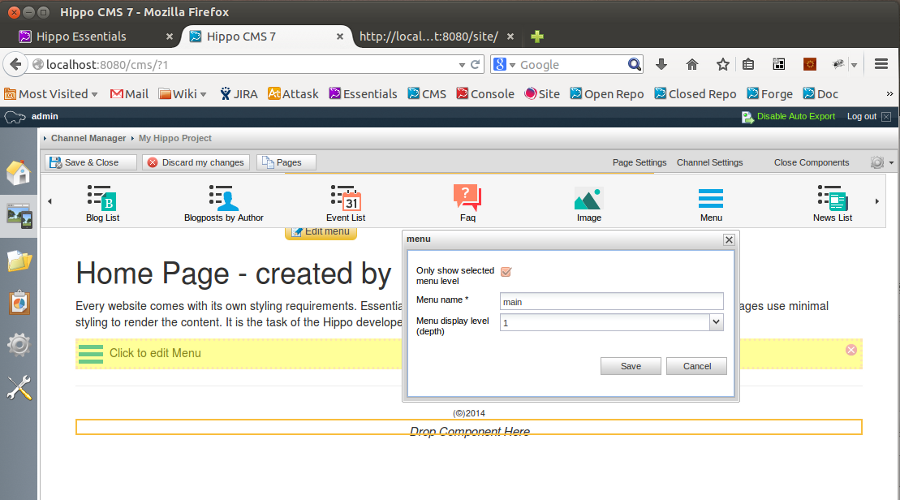 Hippo CMS 7 - Mozilla Firefox
Hippo Essentials
Hippo CMS 7
http://local...t:8080/site/
localhost:8080/cms/?1
Google
Most Visited
Gmail
Wiki
JIRA
Attask
Essentials
CMS
Console
Site
Open Repo
Closed Repo
Forge
Doc
»
admin
Disable Auto Export
Log out
Channel Manager
My Hippo Project
Save & Close
Discard my changes
Pages
Page Settings
Channel Settings
Close Components
Blog List
Blogposts by Author
Event List
Faq
Image
Menu
News List
Edit menu
menu
Only show selected
menu level
Menu name *
main
Menu display level
(depth)
1
Save
Cancel
Home Page - created by
Every website comes with its own styling requirements. Essentia
ages use minimal
styling to render the content. It is the task of the Hippo develope
Click to edit Menu
(©)2014
Drop Component Here